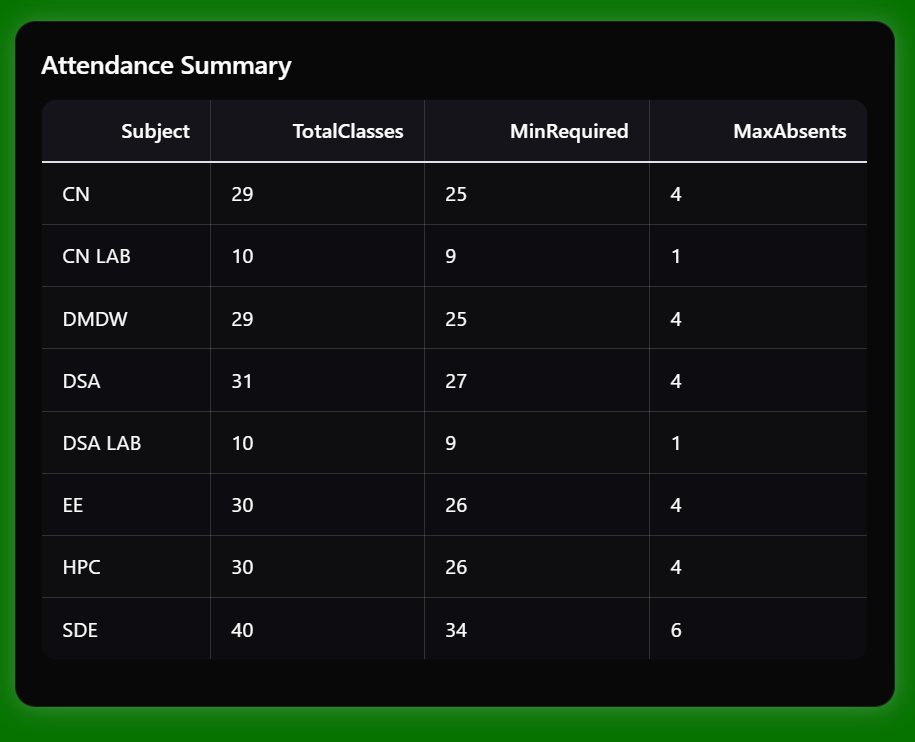 Attendance Summary
Subject TotalClasses MinRequired MaxAbsents
CN 29 25 4
CN LAB 10 9 1
DMDW 29 25 4
DSA 31 27 4
DSA LAB 10 9 1
EE 30 26 4
HPC 30 26 4
SDE 40 34 6